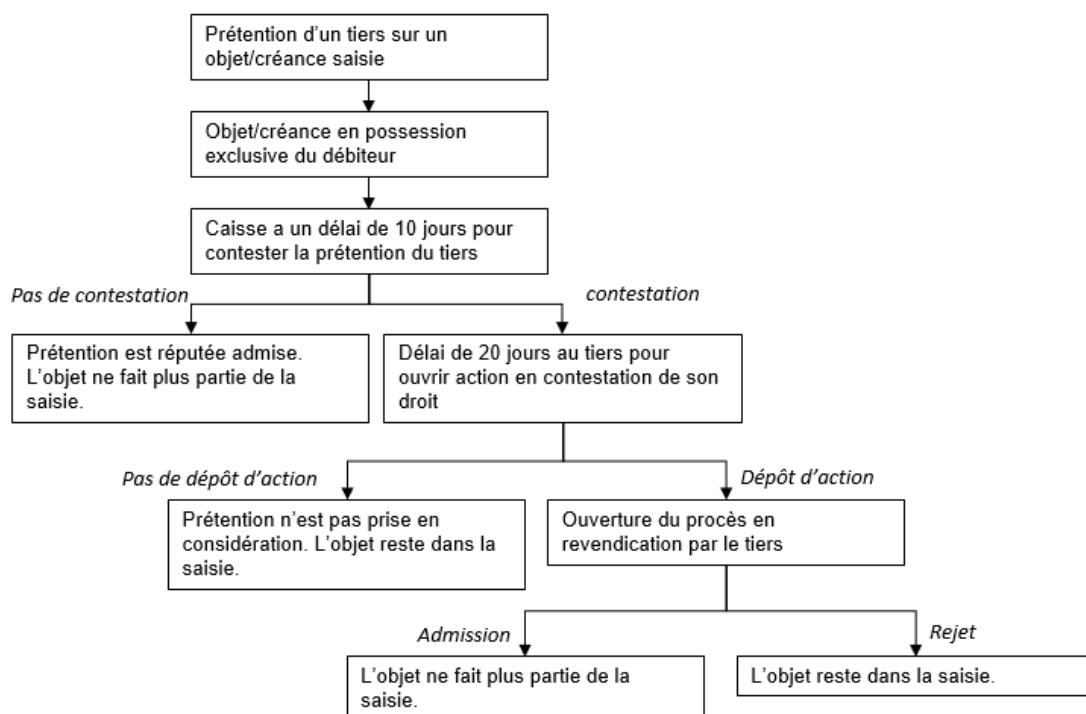 Prétention d’un tiers sur un
objet/créance saisie
Objet/créance en possession
exclusive du débiteur
Caisse a un délai de 10 jours pour
contester la prétention du tiers
Pas de contestation
contestation
Prétention est réputée admise.
L’objet ne fait plus partie de la
saisie.
Délai de 20 jours au tiers pour
ouvrir action en contestation de son
droit
Pas de dépôt d’action
Dépôt d’action
Prétention n’est pas prise en
considération. L’objet reste dans la
saisie.
Ouverture du procès en
revendication par le tiers
Admission
Rejet
L’objet ne fait plus partie de la
saisie.
L’objet reste dans la saisie.